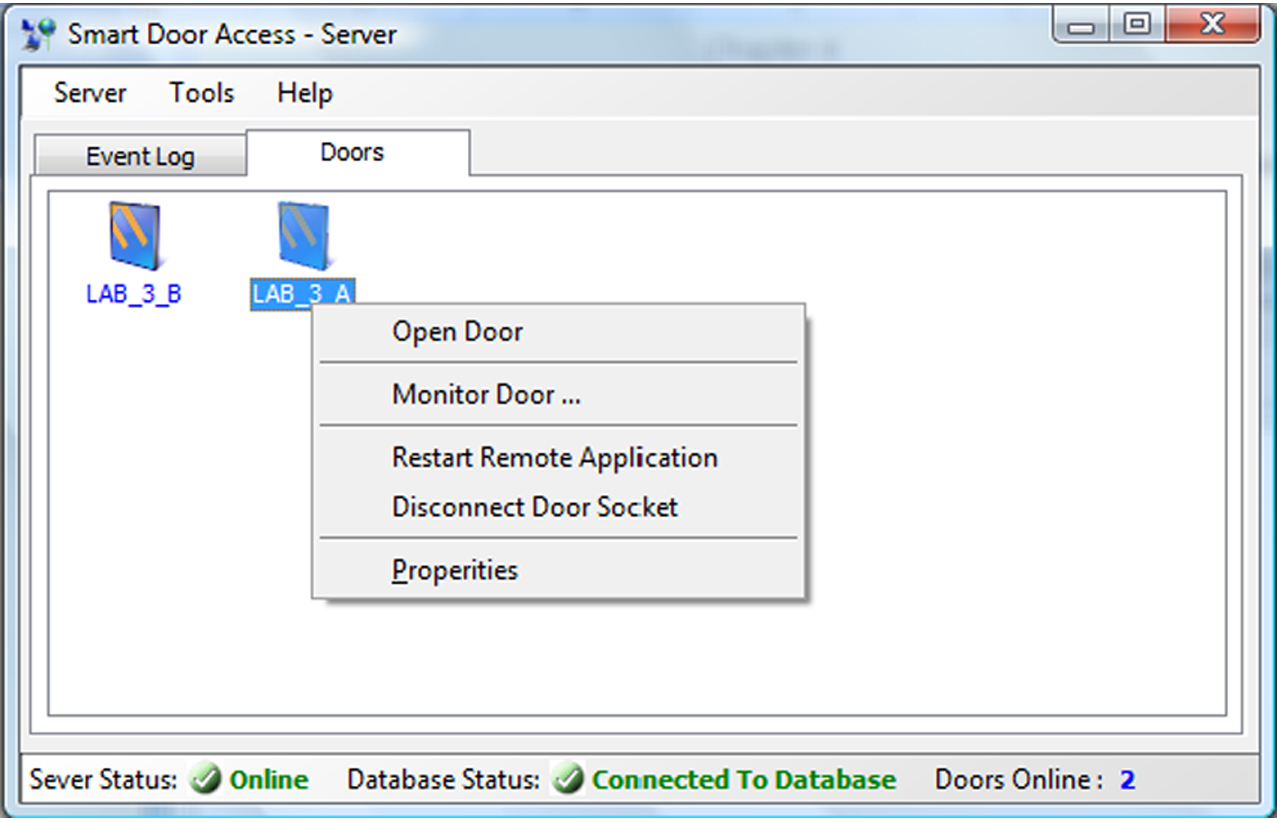 Smart Door Access - Server
Server Tools Help
Event Log Doors
LAB_3_B LAB_3_A
Open Door
Monitor Door ...
Restart Remote Application
Disconnect Door Socket
Properities
Sever Status: Online Database Status: Connected To Database Doors Online : 2